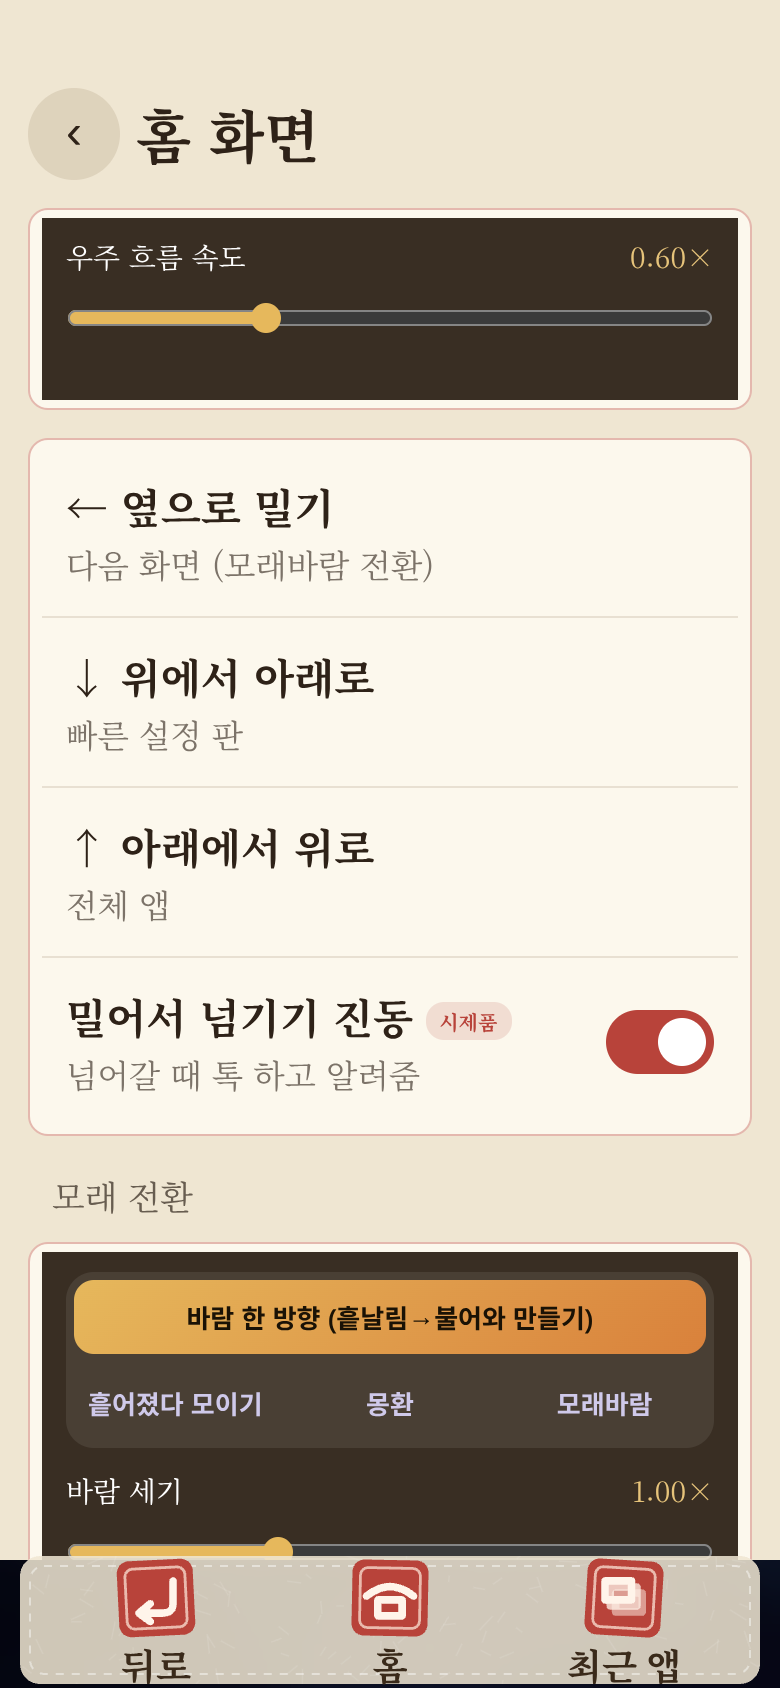 ‹ 홈 화면
우주 흐름 속도 0.60×
← 옆으로 밀기
다음 화면 (모래바람 전환)
↓ 위에서 아래로
빠른 설정 판
↑ 아래에서 위로
전체 앱
밀어서 넘기기 진동 시제품
넘어갈 때 톡 하고 알려줌
모래 전환
바람 한 방향 (흩날림→불어와 만들기)
흩어졌다 모이기 몽환 모래바람
바람 세기 1.00×
뒤로 홈 최근 앱